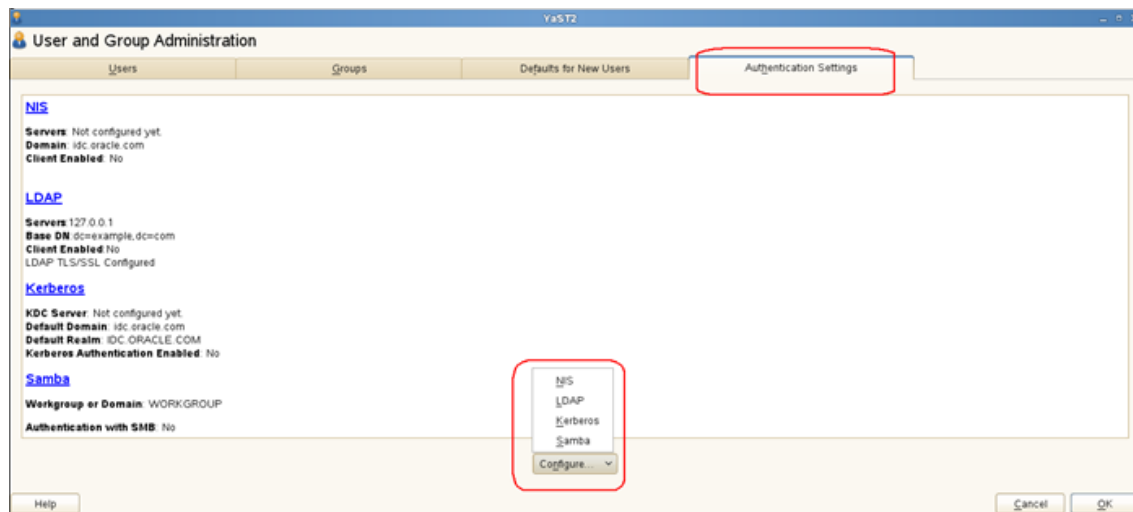 YaST2
User and Group Administration
Users
Groups
Defaults for New Users
Authentication Settings
NIS
Servers: Not configured yet.
Domain: idc.oracle.com
Client Enabled: No
LDAP
Servers:127.0.0.1
Base DN:dc=example,dc=com
Client Enabled:No
LDAP TLS/SSL Configured
Kerberos
KDC Server: Not configured yet.
Default Domain: idc.oracle.com
Default Realm: IDC.ORACLE.COM
Kerberos Authentication Enabled: No
Samba
Workgroup or Domain: WORKGROUP
Authentication with SMB: No
NIS
LDAP
Kerberos
Samba
Configure...
Help
Cancel
OK